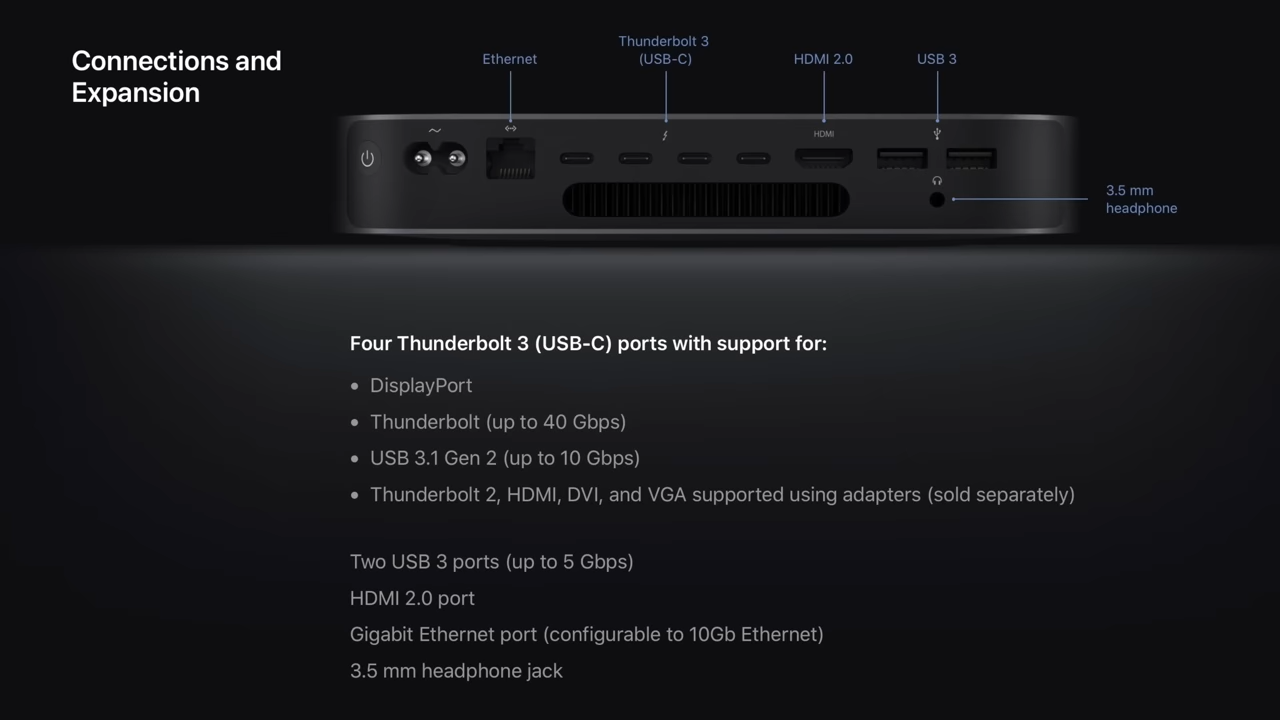 Connections and
Expansion
Ethernet
Thunderbolt 3
(USB-C)
HDMI 2.0
USB 3
HDMI
3.5 mm
headphone
Four Thunderbolt 3 (USB-C) ports with support for:
• DisplayPort
• Thunderbolt (up to 40 Gbps)
• USB 3.1 Gen 2 (up to 10 Gbps)
• Thunderbolt 2, HDMI, DVI, and VGA supported using adapters (sold separately)
Two USB 3 ports (up to 5 Gbps)
HDMI 2.0 port
Gigabit Ethernet port (configurable to 10Gb Ethernet)
3.5 mm headphone jack